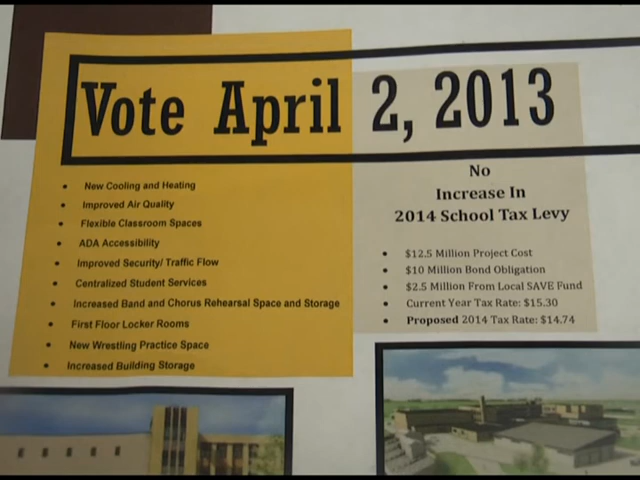 Vote April 2, 2013
• New Cooling and Heating
• Improved Air Quality
• Flexible Classroom Spaces
• ADA Accessibility
• Improved Security/ Traffic Flow
• Centralized Student Services
• Increased Band and Chorus Rehearsal Space and Storage
• First Floor Locker Rooms
• New Wrestling Practice Space
• Increased Building Storage
No
Increase In
2014 School Tax Levy
• $12.5 Million Project Cost
• $10 Million Bond Obligation
• $2.5 Million From Local SAVE Fund
• Current Year Tax Rate: $15.30
• Proposed 2014 Tax Rate: $14.74